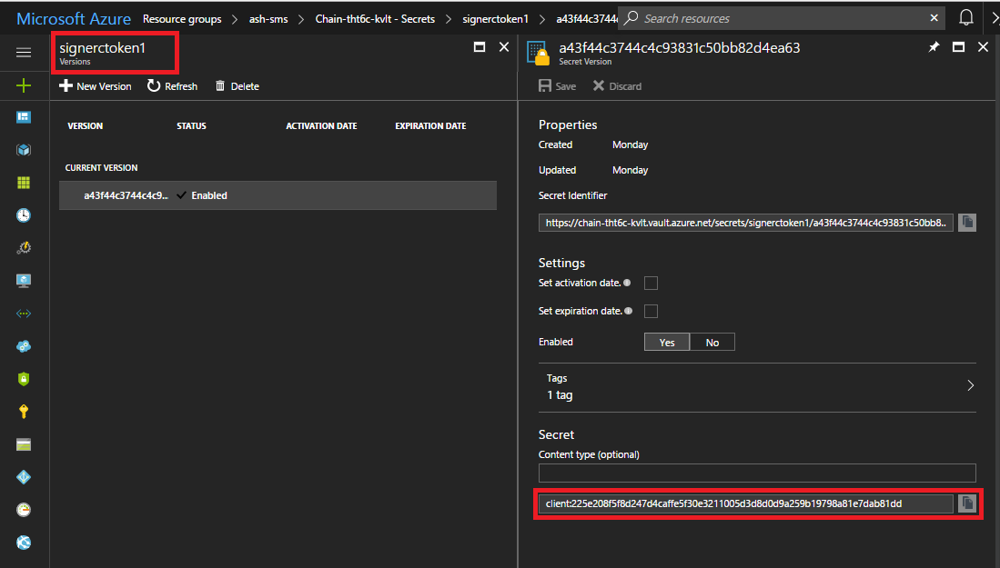 Microsoft Azure Resource groups > ash-sms > Chain-tht6c-kvlt - Secrets > signerctoken1 > a43f44c3744 Search resources
signerctoken1
Versions
New Version Refresh Delete
VERSION STATUS ACTIVATION DATE EXPIRATION DATE
CURRENT VERSION
a43f44c3744c4c9... Enabled
a43f44c3744c4c93831c50bb82d4ea63
Secret Version
Save Discard
Properties
Created Monday
Updated Monday
Secret Identifier
https://chain-tht6c-kvlt.vault.azure.net/secrets/signerctoken1/a43f44c3744c4c93831c50bb8..
Settings
Set activation date.
Set expiration date.
Enabled Yes No
Tags
1 tag
Secret
Content type (optional)
client:225e208f5f8d247d4caffe5f30e3211005d3d8d0d9a259b19798a81e7dab81dd